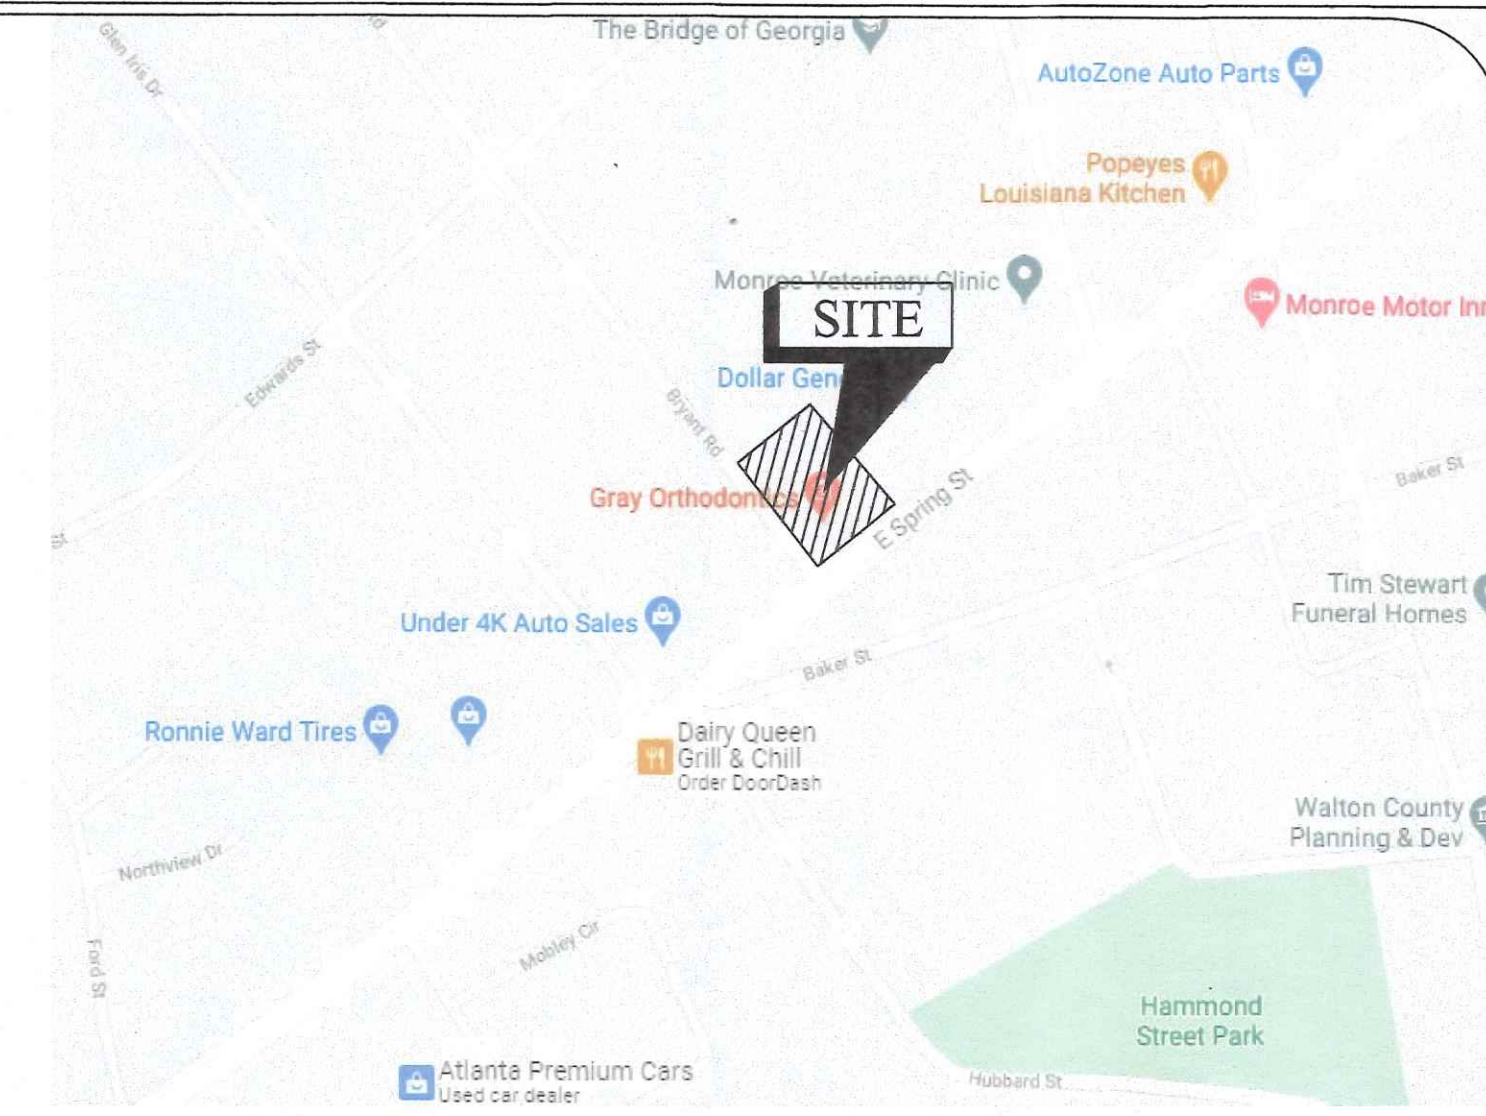 The Bridge of Georgia
Glen Iris Dr
AutoZone Auto Parts
Popeyes
Louisiana Kitchen
Monroe Veterinary Clinic
Monroe Motor Inn
SITE
Edwards St
Dollar Gen
Bryant Rd
Baker St
Gray Orthodontics
E Spring St
Tim Stewart
Funeral Homes
Under 4K Auto Sales
Baker St
Ronnie Ward Tires
Dairy Queen
Grill & Chill
Order DoorDash
Walton County
Planning & Dev
Northview Dr
Mobley Cir
Ford St
Hammond
Street Park
Atlanta Premium Cars
Used car dealer
Hubbard St